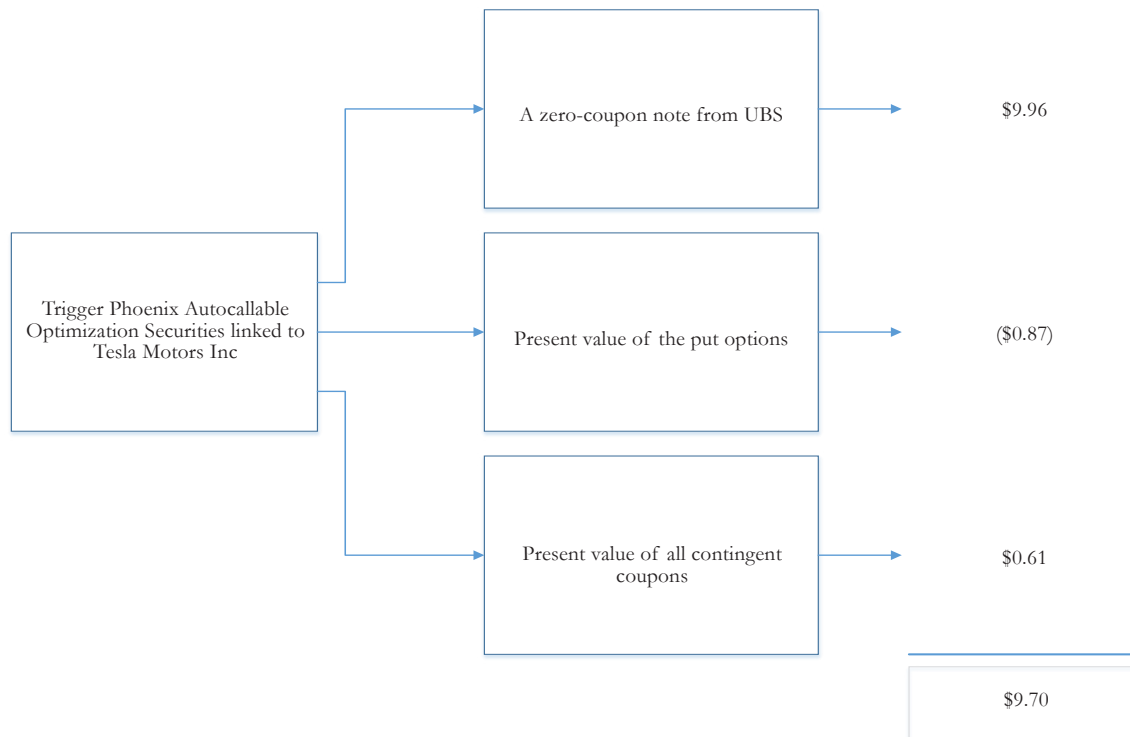 A zero-coupon note from UBS
$9.96
Trigger Phoenix Autocallable
Optimization Securities linked to
Tesla Motors Inc
Present value of the put options
($0.87)
Present value of all contingent
coupons
$0.61
$9.70